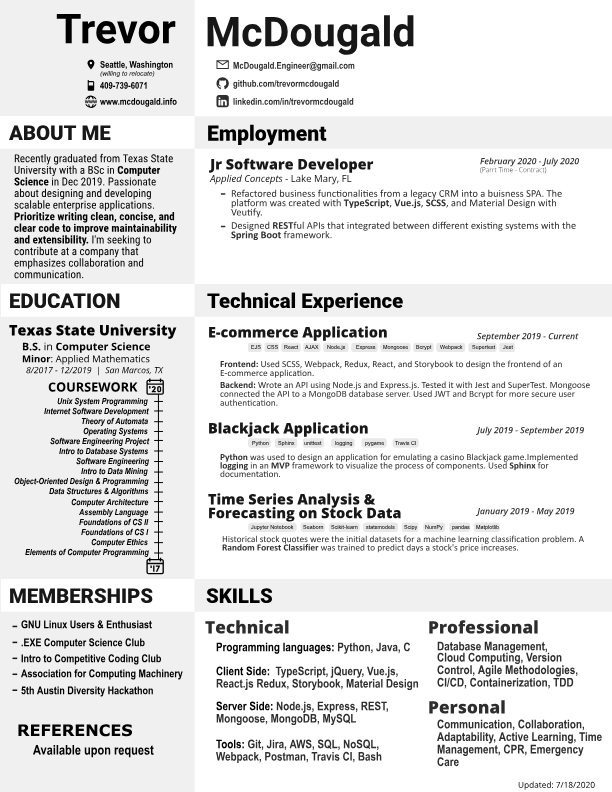 Trevor McDougald
Seattle, Washington
(willing to relocate)
409-739-6071
www.mcdougald.info
McDougald.Engineer@gmail.com
github.com/trevormcdougald
linkedin.com/in/trevormcdougald
ABOUT ME
Recently graduated from Texas State
University with a BSc in Computer
Science in Dec 2019. Passionate
about designing and developing
scalable enterprise applications.
Prioritize writing clean, concise, and
clear code to improve maintainability
and extensibility. I'm seeking to
contribute at a company that
emphasizes collaboration and
communication.
EDUCATION
Texas State University
B.S. in Computer Science
Minor: Applied Mathematics
8/2017 - 12/2019 | San Marcos, TX
COURSEWORK '20
Unix System Programming
Internet Software Development
Theory of Automata
Operating Systems
Software Engineering Project
Intro to Database Systems
Software Engineering
Intro to Data Mining
Object-Oriented Design & Programming
Data Structures & Algorithms
Computer Architecture
Assembly Language
Foundations of CS II
Foundations of CS I
Computer Ethics
Elements of Computer Programming
'17
MEMBERSHIPS
– GNU Linux Users & Enthusiast
– .EXE Computer Science Club
– Intro to Competitive Coding Club
– Association for Computing Machinery
– 5th Austin Diversity Hackathon
REFERENCES
Available upon request
Employment
Jr Software Developer
February 2020 - July 2020
(Parrt Time - Contract)
Applied Concepts - Lake Mary, FL
– Refactored business functionalities from a legacy CRM into a buisness SPA. The
platform was created with TypeScript, Vue.js, SCSS, and Material Design with
Veutify.
– Designed RESTful APIs that integrated between different existing systems with the
Spring Boot framework.
Technical Experience
E-commerce Application
September 2019 - Current
EJS CSS React AJAX Node.js Express Mongoose Bcrypt Webpack Supertest Jest
Frontend: Used SCSS, Webpack, Redux, React, and Storybook to design the frontend of an
E-commerce application.
Backend: Wrote an API using Node.js and Express.js. Tested it with Jest and SuperTest. Mongoose
connected the API to a MongoDB database server. Used JWT and Bcrypt for more secure user
authentication.
Blackjack Application
July 2019 - September 2019
Python Sphinx unittest logging pygame Travis CI
Python was used to design an application for emulating a casino Blackjack game.Implemented
logging in an MVP framework to visualize the process of components. Used Sphinx for
documentation.
Time Series Analysis &
Forecasting on Stock Data
January 2019 - May 2019
Jupyter Notebook Seaborn Scikit-learn statsmodels Scipy NumPy pandas Matplotlib
Historical stock quotes were the initial datasets for a machine learning classification problem. A
Random Forest Classifier was trained to predict days a stock's price increases.
SKILLS
Technical
Programming languages: Python, Java, C
Client Side: TypeScript, jQuery, Vue.js,
React.js Redux, Storybook, Material Design
Server Side: Node.js, Express, REST,
Mongoose, MongoDB, MySQL
Tools: Git, Jira, AWS, SQL, NoSQL,
Webpack, Postman, Travis CI, Bash
Professional
Database Management,
Cloud Computing, Version
Control, Agile Methodologies,
CI/CD, Containerization, TDD
Personal
Communication, Collaboration,
Adaptability, Active Learning, Time
Management, CPR, Emergency
Care
Updated: 7/18/2020